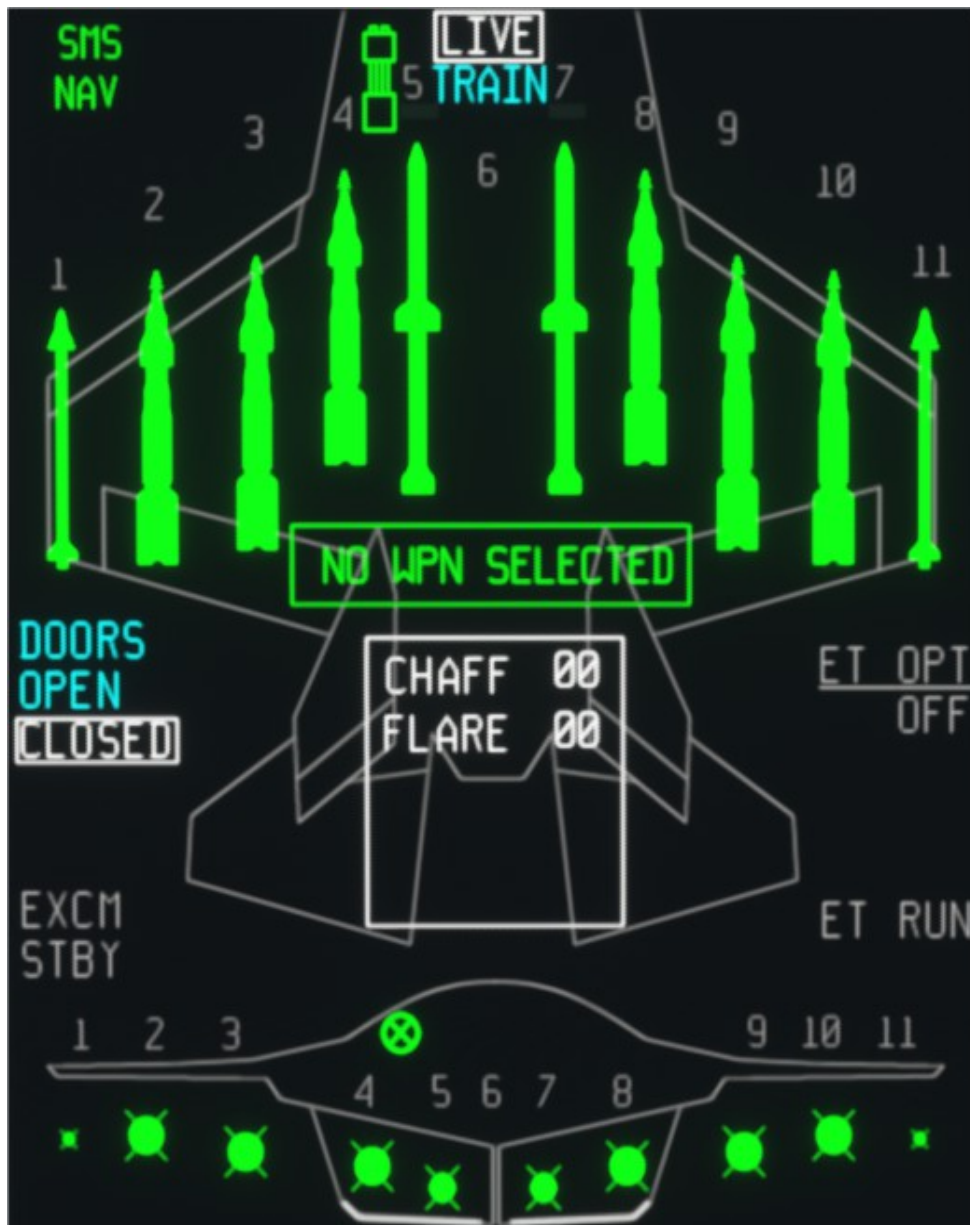 SMS
NAV
LIVE
TRAIN
1
2
3
4
5
6
7
8
9
10
11
NO WPN SELECTED
DOORS
OPEN
CLOSED
CHAFF 00
FLARE 00
ET OPT
OFF
EXCM
STBY
ET RUN
1 2 3 9 10 11
4 5 6 7 8